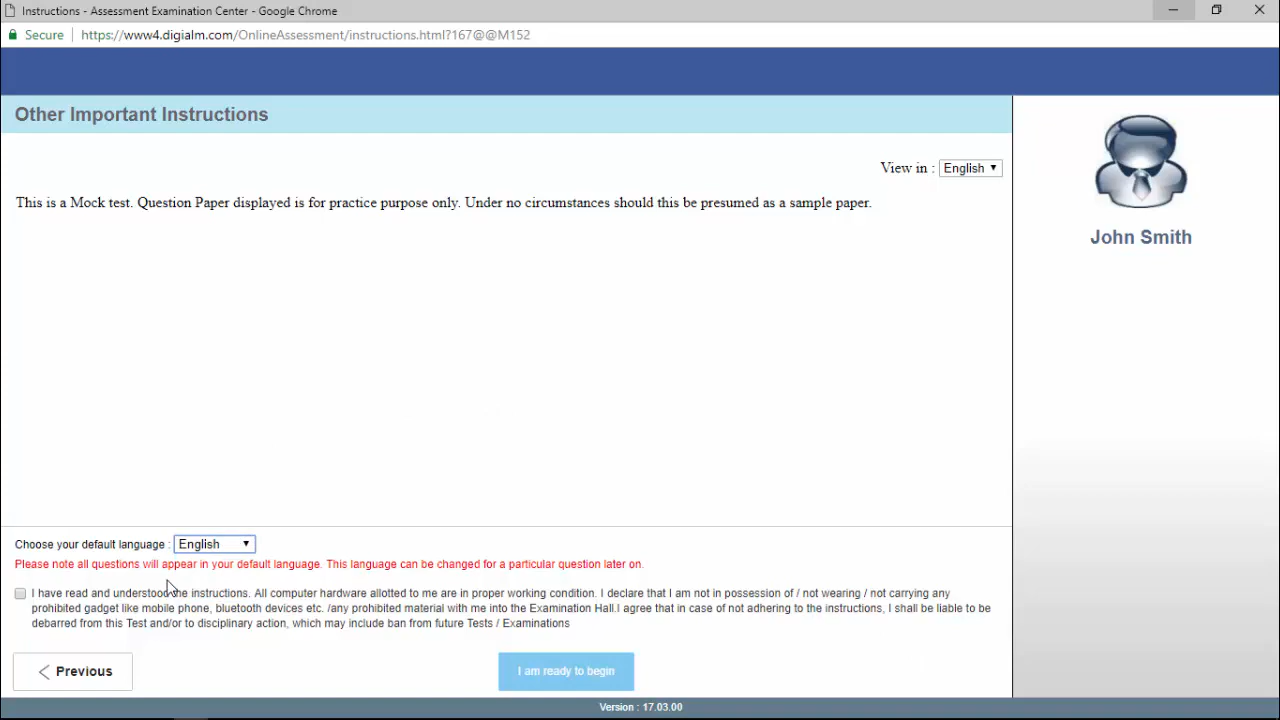 Instructions - Assessment Examination Center - Google Chrome
Secure | https://www4.digialm.com/OnlineAssessment/instructions.html?167@@M152
Other Important Instructions
View in : English
This is a Mock test. Question Paper displayed is for practice purpose only. Under no circumstances should this be presumed as a sample paper.
John Smith
Choose your default language : English
Please note all questions will appear in your default language. This language can be changed for a particular question later on.
I have read and understood the instructions. All computer hardware allotted to me are in proper working condition. I declare that I am not in possession of / not wearing / not carrying any
prohibited gadget like mobile phone, bluetooth devices etc. /any prohibited material with me into the Examination Hall.I agree that in case of not adhering to the instructions, I shall be liable to be
debarred from this Test and/or to disciplinary action, which may include ban from future Tests / Examinations
Previous
I am ready to begin
Version : 17.03.00